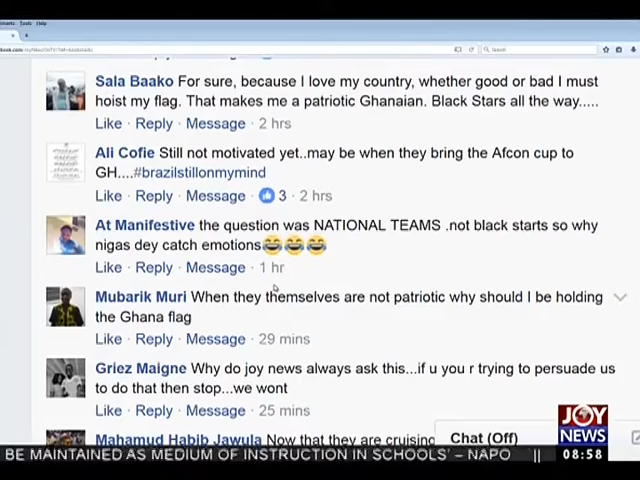 Tools Help
Search
Sala Baako For sure, because I love my country, whether good or bad I must
hoist my flag. That makes me a patriotic Ghanaian. Black Stars all the way.....
Like · Reply · Message · 2 hrs
Ali Cofie Still not motivated yet..may be when they bring the Afcon cup to
GH....#brazilstillonmymind
Like · Reply · Message · 3 · 2 hrs
At Manifestive the question was NATIONAL TEAMS .not black starts so why
nigas dey catch emotions😂😂😂
Like · Reply · Message · 1 hr
Mubarik Muri When they themselves are not patriotic why should I be holding
the Ghana flag
Like · Reply · Message · 29 mins
Griez Maigne Why do joy news always ask this...if u you r trying to persuade us
to do that then stop...we wont
Like · Reply · Message · 25 mins
Mahamud Habib Jawula Now that they are cruising
Chat (Off)
JOY
NEWS
BE MAINTAINED AS MEDIUM OF INSTRUCTION IN SCHOOLS' – NAPO ||
08:58